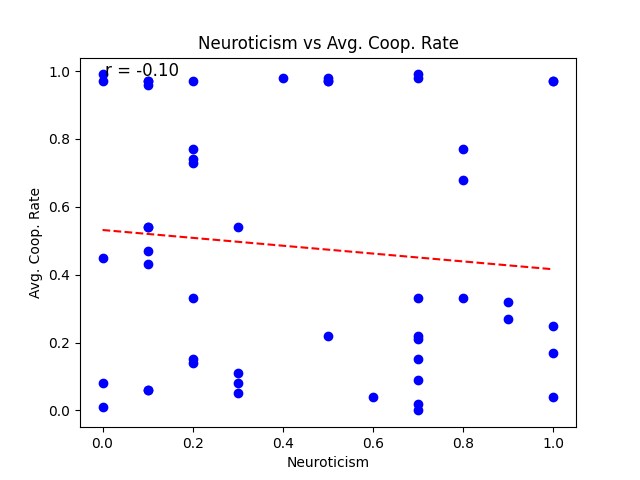 Neuroticism vs Avg. Coop. Rate
r = -0.10
1.0
0.8
0.6
0.4
0.2
0.0
Avg. Coop. Rate
0.0 0.2 0.4 0.6 0.8 1.0
Neuroticism